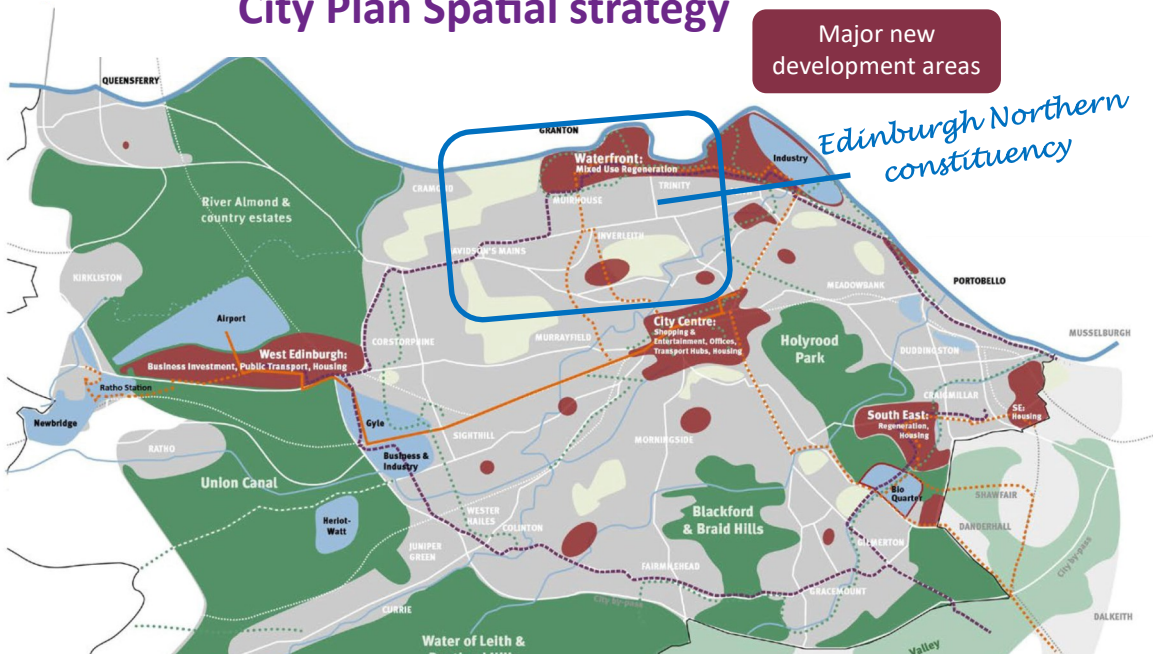 City Plan Spatial strategy
Major new
development areas
Edinburgh Northern
constituency
QUEENSFERRY
GRANTON
Waterfront:
Mixed Use Regeneration
Industry
CRAMOND
TRINITY
MUIRHOUSE
River Almond &
country estates
INVERLEITH
AVIDSON'S MAINS
KIRKLISTON
PORTOBELLO
MEADOWBANK
Airport
City Centre:
Shopping &
Entertainment, Offices,
Transport Hubs, Housing
MUSSELBURGH
MURRAYFIELD
CORSTORPHINE
Holyrood
Park
DUDDINGSTON
West Edinburgh:
Business Investment, Public Transport, Housing
Ratho Station
CRAIGMILLAR
SE:
Housing
South East:
Regeneration,
Housing
Newbridge
Gyle
SIGHTHILL
MORNINGSIDE
RATHO
Business &
Industry
Union Canal
Bio
Quarter
SHAWFAIR
Heriot-
Watt
WESTER
HAILES
COLINTON
Blackford
& Braid Hills
DANDERHALL
JUNIPER
GREEN
GILMERTON
City by-pass
FAIRMILEHEAD
GRACEMOUNT
City by-pass
CURRIE
DALKEITH
Water of Leith &
Valley